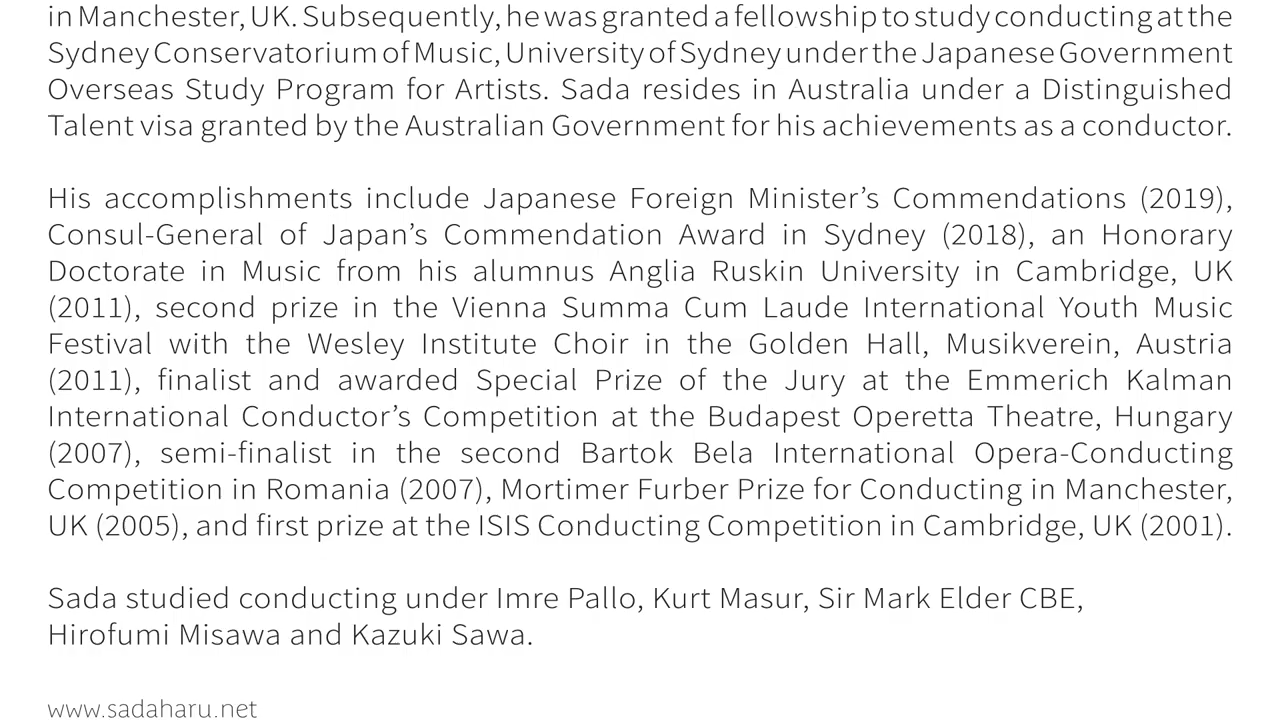 in Manchester, UK. Subsequently, he was granted a fellowship to study conducting at the
Sydney Conservatorium of Music, University of Sydney under the Japanese Government
Overseas Study Program for Artists. Sada resides in Australia under a Distinguished
Talent visa granted by the Australian Government for his achievements as a conductor.
His accomplishments include Japanese Foreign Minister’s Commendations (2019),
Consul-General of Japan’s Commendation Award in Sydney (2018), an Honorary
Doctorate in Music from his alumnus Anglia Ruskin University in Cambridge, UK
(2011), second prize in the Vienna Summa Cum Laude International Youth Music
Festival with the Wesley Institute Choir in the Golden Hall, Musikverein, Austria
(2011), finalist and awarded Special Prize of the Jury at the Emmerich Kalman
International Conductor’s Competition at the Budapest Operetta Theatre, Hungary
(2007), semi-finalist in the second Bartok Bela International Opera-Conducting
Competition in Romania (2007), Mortimer Furber Prize for Conducting in Manchester,
UK (2005), and first prize at the ISIS Conducting Competition in Cambridge, UK (2001).
Sada studied conducting under Imre Pallo, Kurt Masur, Sir Mark Elder CBE,
Hirofumi Misawa and Kazuki Sawa.
www.sadaharu.net